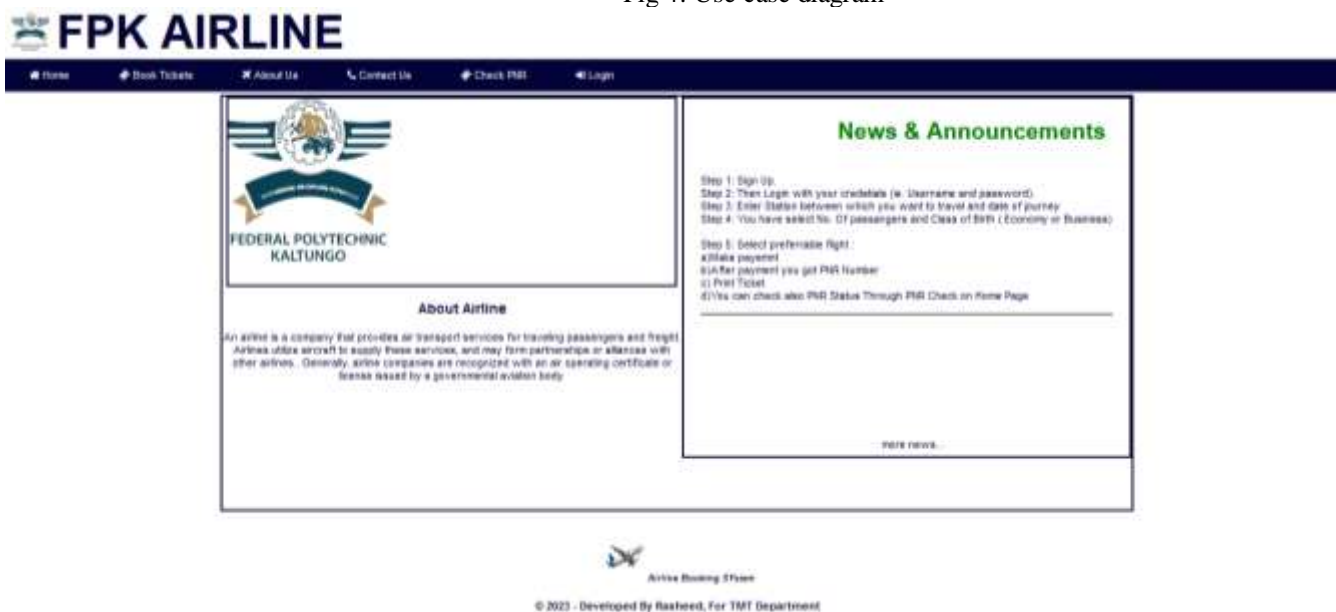 Fig 4: Use case diagram
FPK AIRLINE
Home Book Tickets About Us Contact Us Check PNR Login
FEDERAL POLYTECHNIC
KALTUNGO
News & Announcements
Step 1: Sign Up
Step 2: Then Login with your credetials (ie. Username and password)
Step 3: Enter Station between which you want to travel and date of journey
Step 4: You have select No. Of passangers and Class of Birth ( Economy or Business)
Step 5: Select preferrable flight
a)Make payemnt
b)After payment you got PNR Number
c) Print Ticket
d)You can check also PNR Status Through PNR Check on Home Page
more news...
About Airline
An airline is a company that provides air transport services for traveling passengers and freight.
Airlines utilize aircraft to supply these services, and may form partnerships or alliances with
other airlines. Generally, airline companies are recognized with an air operating certificate or
license issued by a governmental aviation body
Airline Booking
© 2023 - Developed By Rasheed, For TMT Department